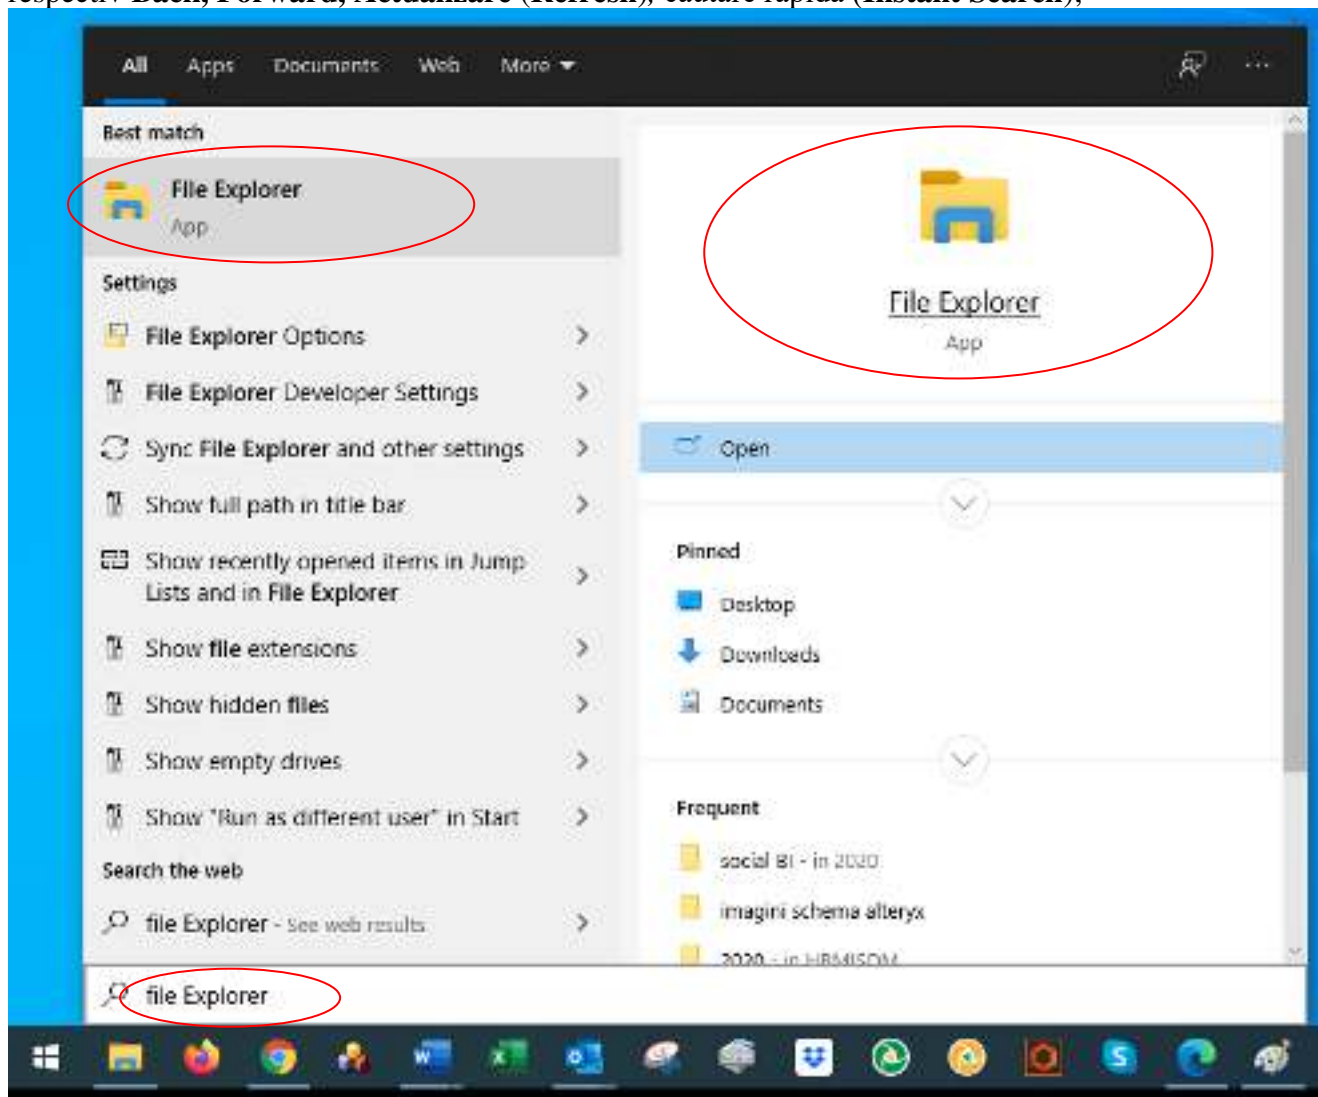 All Apps Documents Web More
Best match
File Explorer
App
Settings
File Explorer Options
File Explorer Developer Settings
Sync File Explorer and other settings
Show full path in title bar
Show recently opened items in Jump
Lists and in File Explorer
Show file extensions
Show hidden files
Show empty drives
Show "Run as different user" in Start
Search the web
file Explorer - See web results
file Explorer
File Explorer
App
Open
Pinned
Desktop
Downloads
Documents
Frequent
social BI - in 2020
imagini schema alteryx
2020 - in